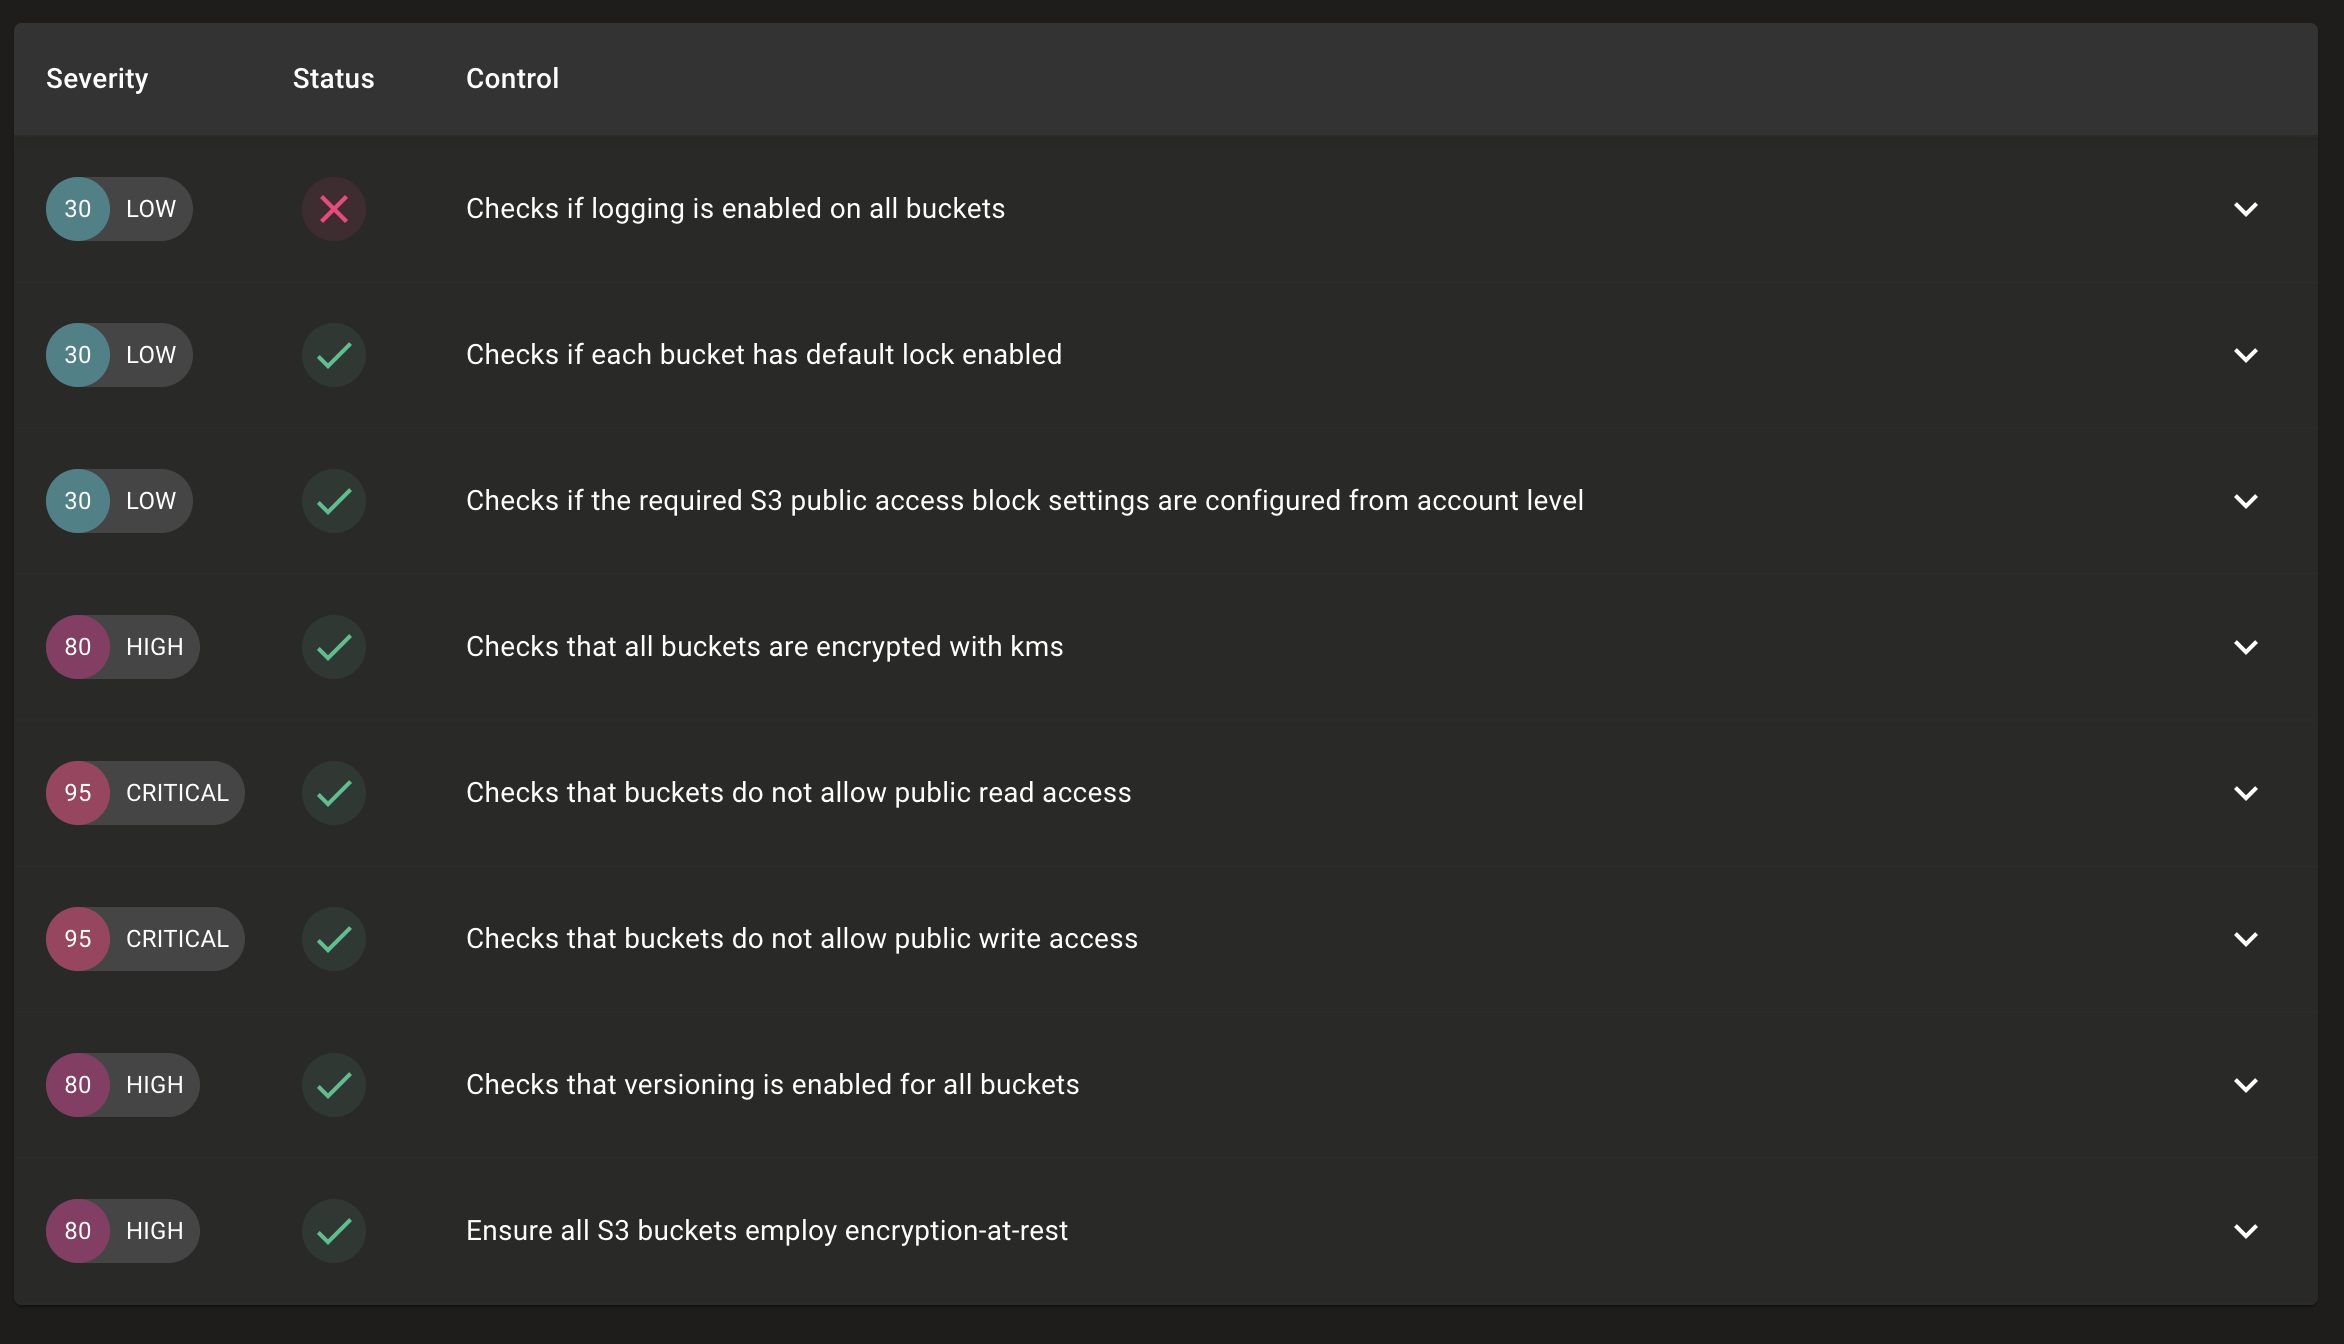 Severity Status Control
30 LOW Checks if logging is enabled on all buckets
30 LOW Checks if each bucket has default lock enabled
30 LOW Checks if the required S3 public access block settings are configured from account level
80 HIGH Checks that all buckets are encrypted with kms
95 CRITICAL Checks that buckets do not allow public read access
95 CRITICAL Checks that buckets do not allow public write access
80 HIGH Checks that versioning is enabled for all buckets
80 HIGH Ensure all S3 buckets employ encryption-at-rest